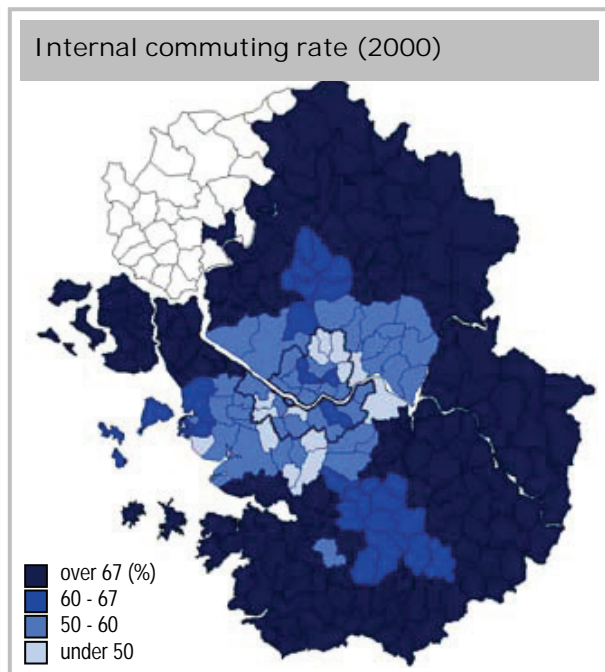 Internal commuting rate (2000)
over 67 (%)
60 - 67
50 - 60
under 50